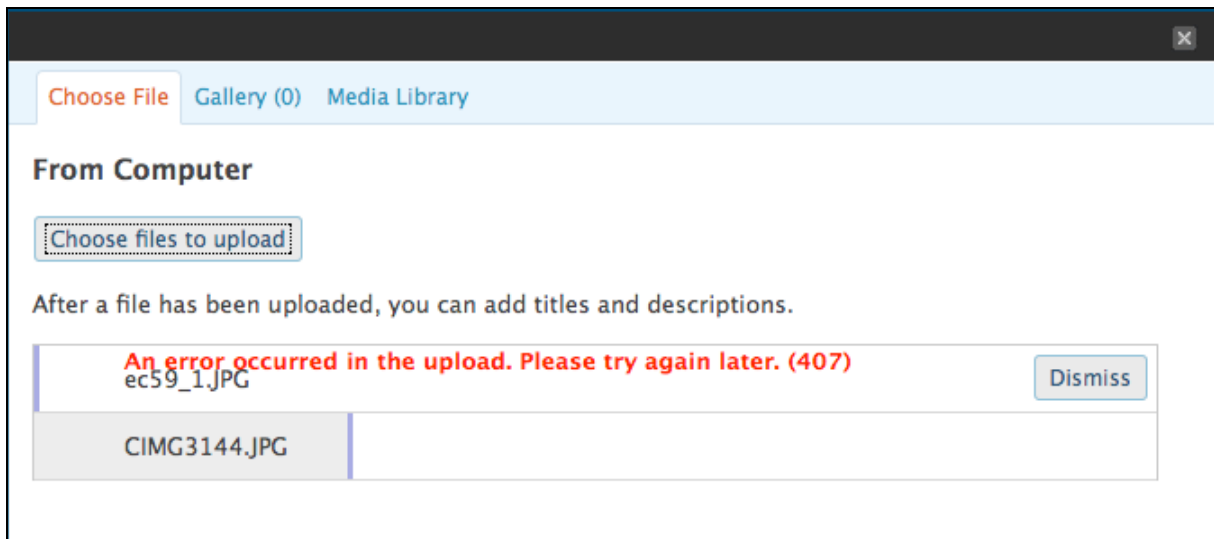 Choose File Gallery (0) Media Library
From Computer
Choose files to upload
After a file has been uploaded, you can add titles and descriptions.
An error occurred in the upload. Please try again later. (407)
ec59_1.JPG
Dismiss
CIMG3144.JPG